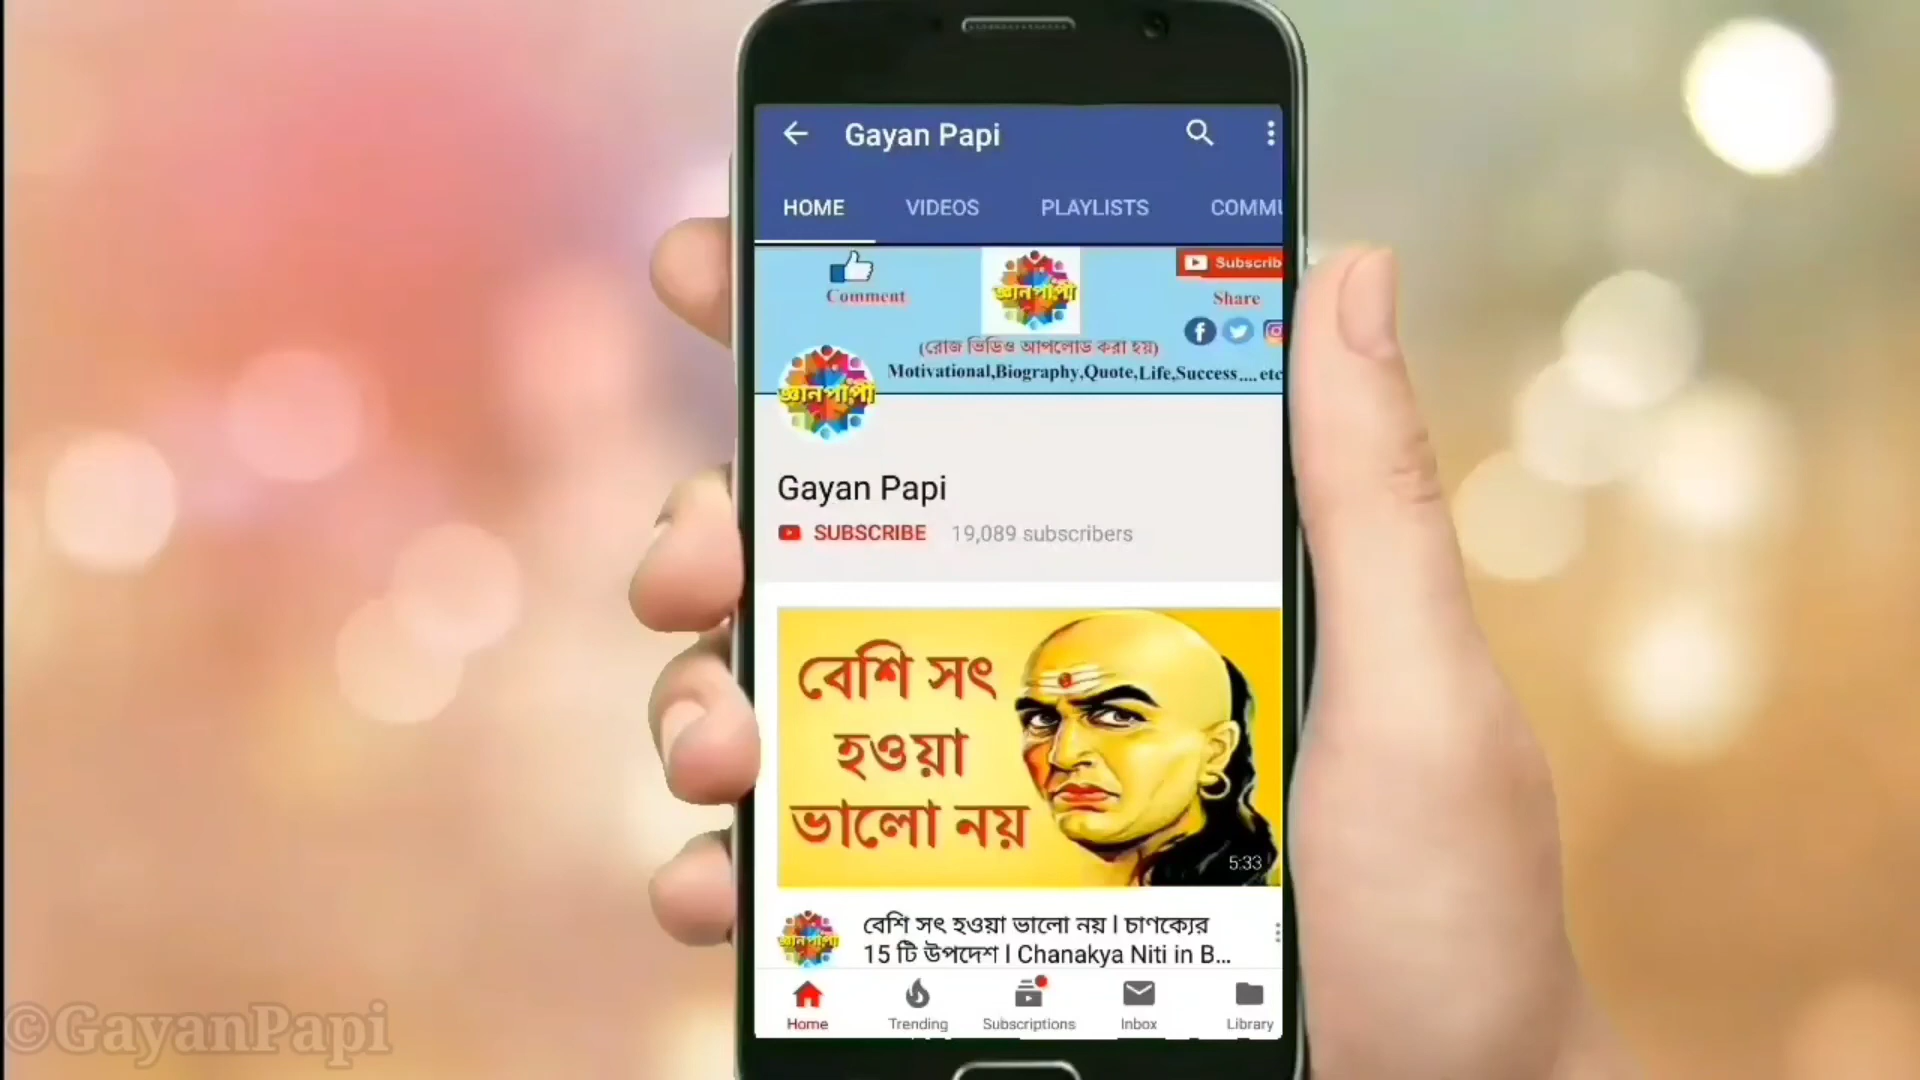 Gayan Papi
HOME VIDEOS PLAYLISTS COMMU
Comment
জ্ঞানপাপী
Subscrib
Share
(রোজ ভিডিও আপলোড করা হয়)
Motivational,Biography,Quote,Life,Success....etc
জ্ঞানপাপী
Gayan Papi
SUBSCRIBE 19,089 subscribers
বেশি সৎ
হওয়া
ভালো নয়
5:33
জ্ঞানপাপী
বেশি সৎ হওয়া ভালো নয় l চাণক্যের
15 টি উপদেশ l Chanakya Niti in B...
Home Trending Subscriptions Inbox Library
©GayanPapi